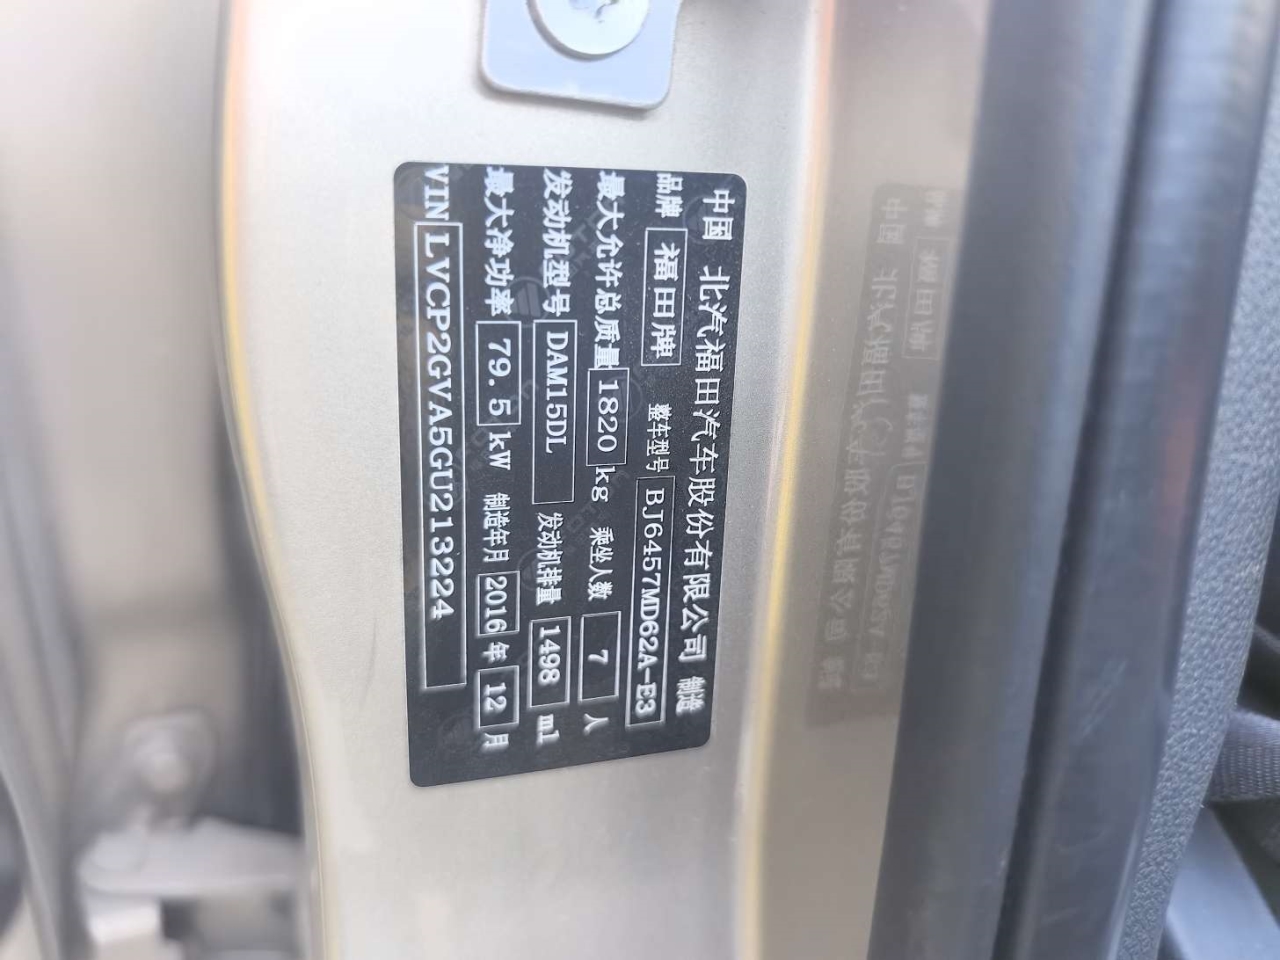 中国 北汽福田汽车股份有限公司 制造
品牌 福田牌 整车型号 BJ6457MD62A-E3
最大允许总质量 1820 kg 乘坐人数 7 人
发动机型号 DAM15DL 发动机排量 1498 ml
最大净功率 79.5 kW 制造年月 2016 年 12 月
VIN LVCP2GVA5GU213224